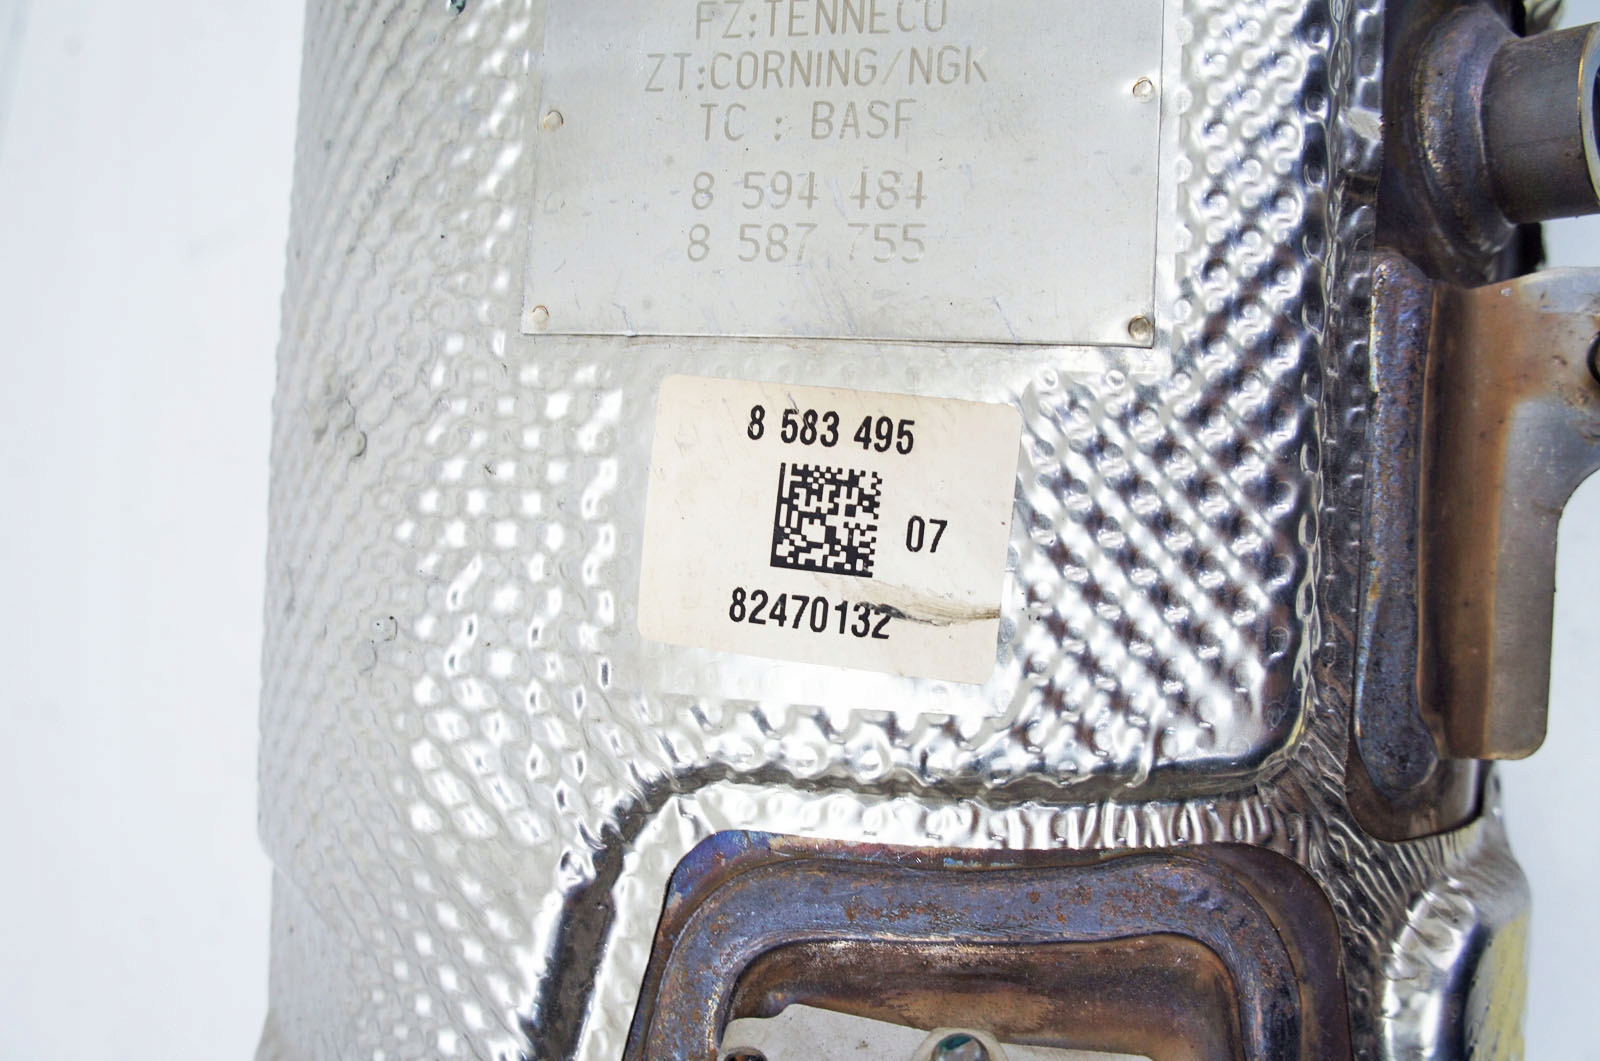 FZ:TENNECO
ZT:CORNING/NGK
TC : BASF
8 594 484
8 587 755
8 583 495
07
82470132